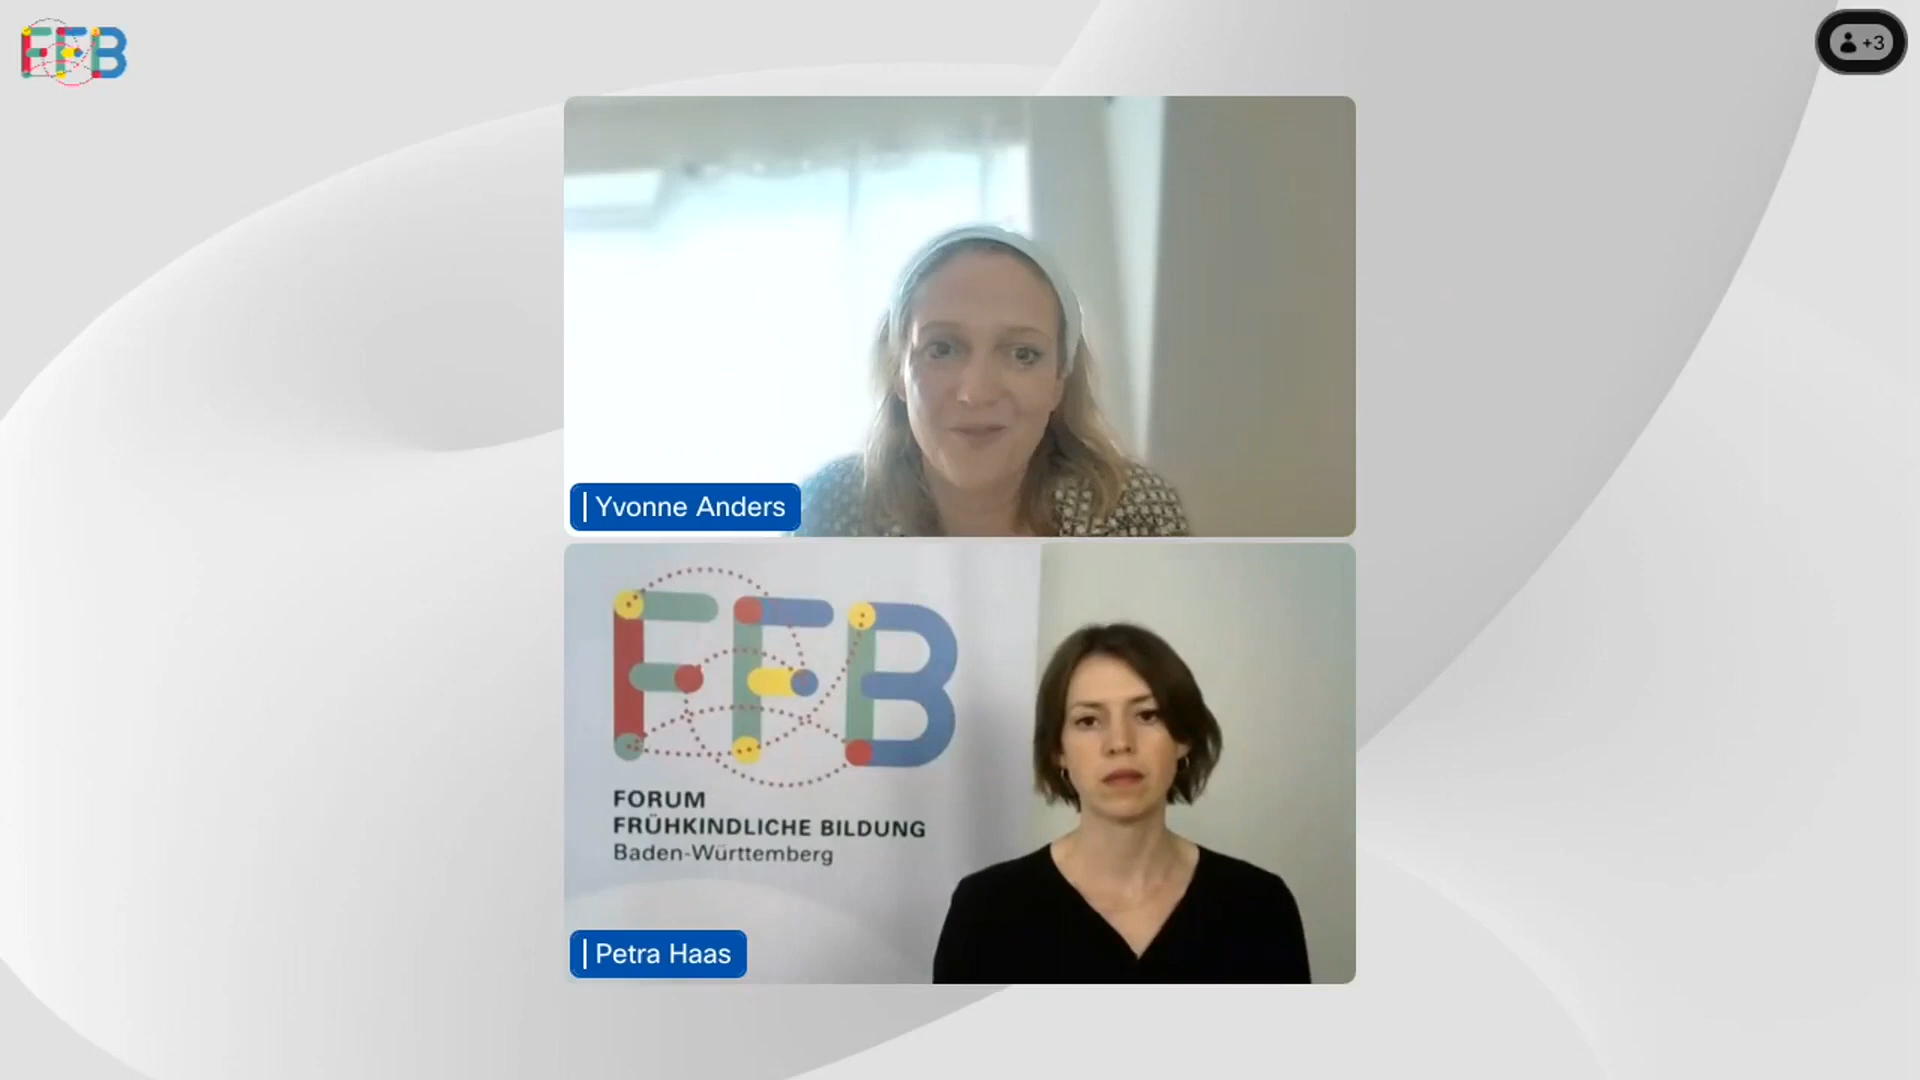 FFB
+3
Yvonne Anders
FFB
FORUM
FRÜHKINDLICHE BILDUNG
Baden-Württemberg
Petra Haas